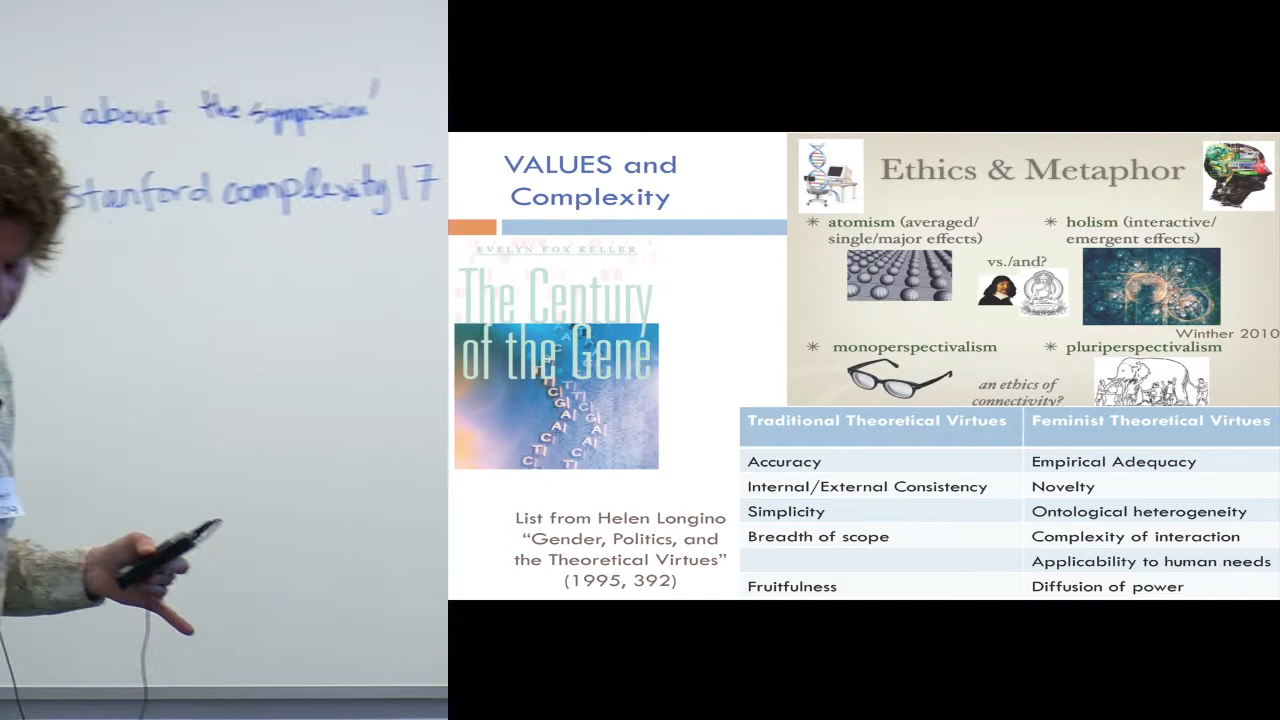 about the symposium'
stanford complexity17
VALUES and
Complexity
EVELYN FOX KELLER
The Century
of the Gene
List from Helen Longino
“Gender, Politics, and
the Theoretical Virtues”
(1995, 392)
Ethics & Metaphor
✳ atomism (averaged/
single/major effects)
✳ holism (interactive/
emergent effects)
vs./and?
Winther 2010
✳ monoperspectivalism
✳ pluriperspectivalism
an ethics of
connectivity?
Traditional Theoretical Virtues Feminist Theoretical Virtues
Accuracy Empirical Adequacy
Internal/External Consistency Novelty
Simplicity Ontological heterogeneity
Breadth of scope Complexity of interaction
Applicability to human needs
Fruitfulness Diffusion of power